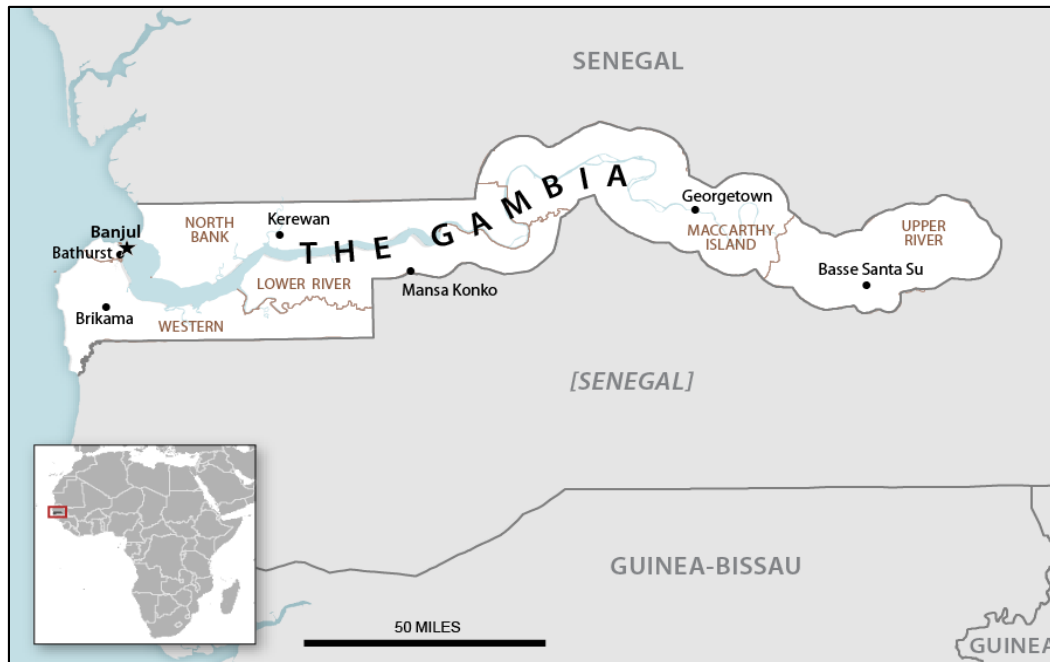 SENEGAL
THE GAMBIA
Georgetown
MACCARTHY
ISLAND
UPPER
RIVER
NORTH
BANK
Kerewan
Banjul
Bathurst
Basse Santa Su
LOWER RIVER
Mansa Konko
Brikama
WESTERN
[SENEGAL]
GUINEA-BISSAU
50 MILES
GUINEA